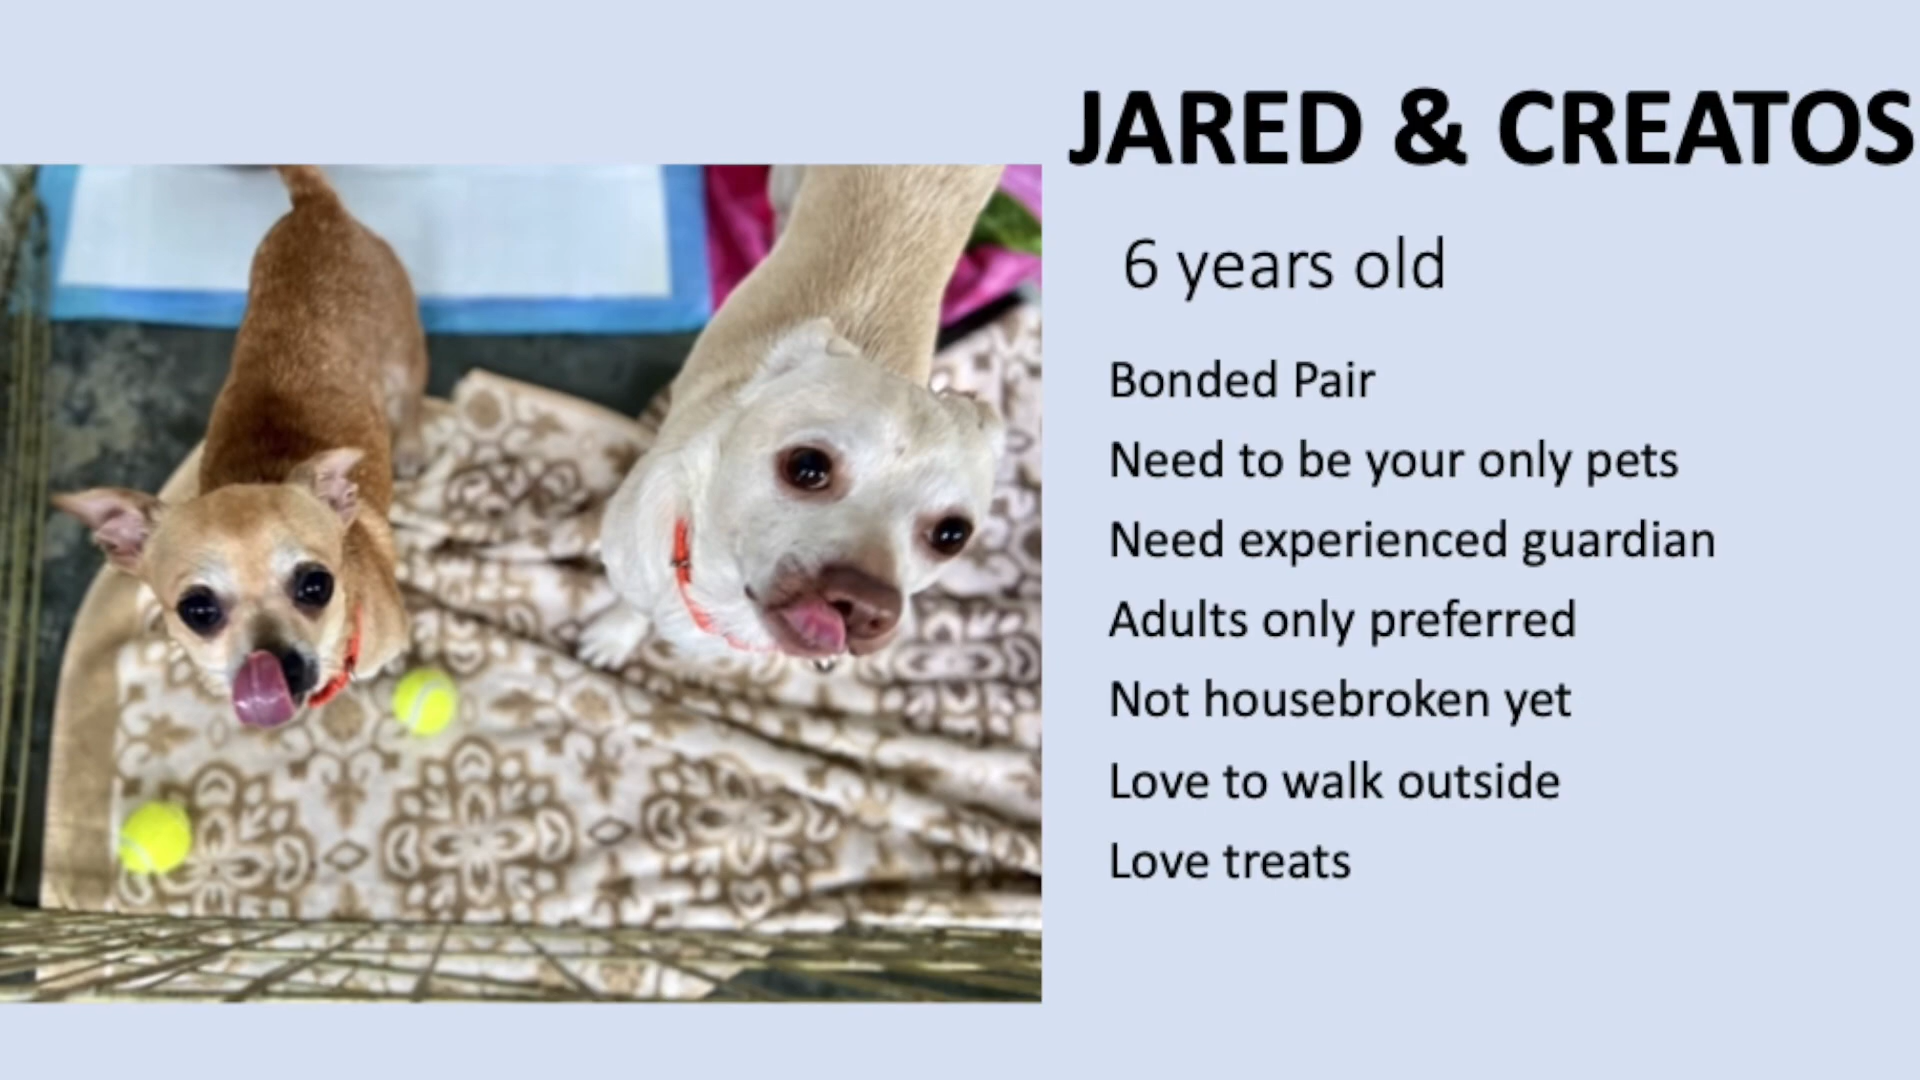 JARED & CREATOS
6 years old
Bonded Pair
Need to be your only pets
Need experienced guardian
Adults only preferred
Not housebroken yet
Love to walk outside
Love treats